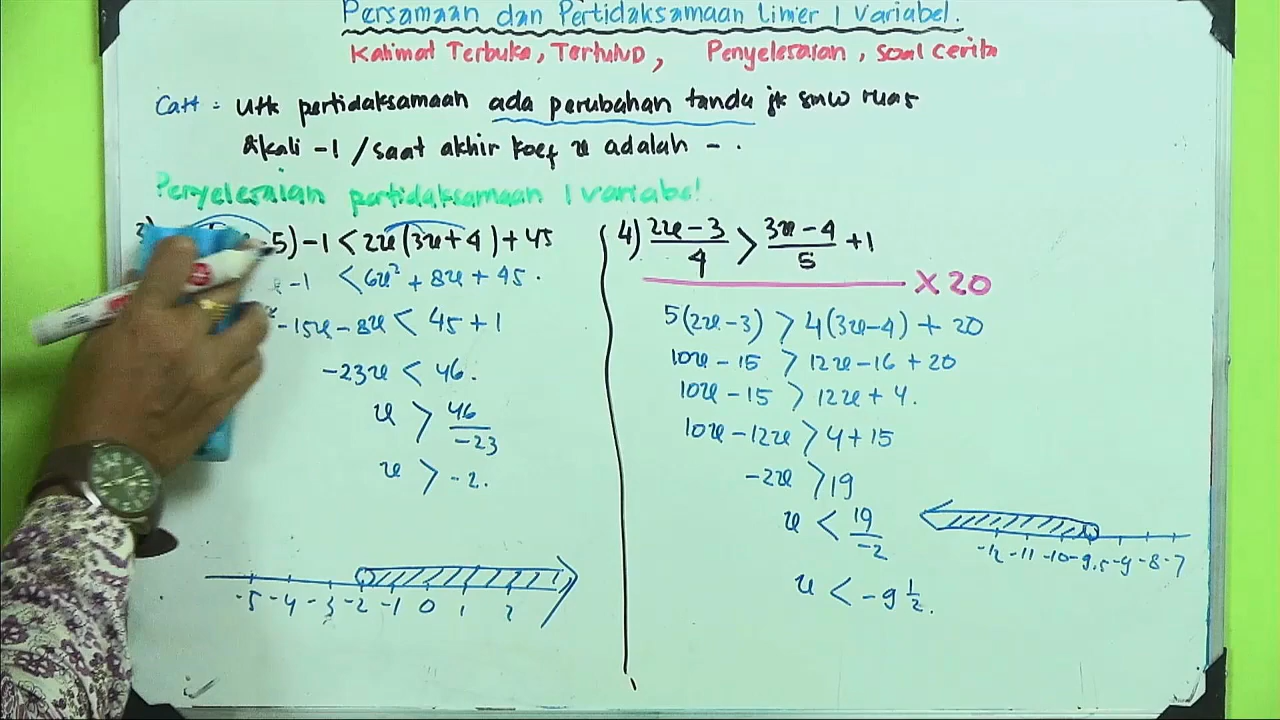 Persamaan dan Pertidaksamaan linier 1 Variabel.
Kalimat Terbuka, Tertutup, Penyelesaian, soal cerita
Catt : Utk pertidaksamaan ada perubahan tanda jk smw ruas
dkali -1 / saat akhir koef x adalah - .
Penyelesaian pertidaksamaan 1 variabel
3) 5) -1 < 2x(3x+4) + 45
-1 < 6x² + 8x + 45 .
-15x - 8x < 45 + 1
-23x < 46.
x > 46/-23
x > -2.
-5 -4 -3 -2 -1 0 1 2
4) 2x-3/4 > 3x-4/5 +1
X 20
5(2x-3) > 4(3x-4) + 20
10x - 15 > 12x - 16 + 20
10x - 15 > 12x + 4.
10x - 12x > 4 + 15
-2x > 19
x < 19/-2
x < -9 1/2.
-12 -11 -10 -9,5 -9 -8 -7